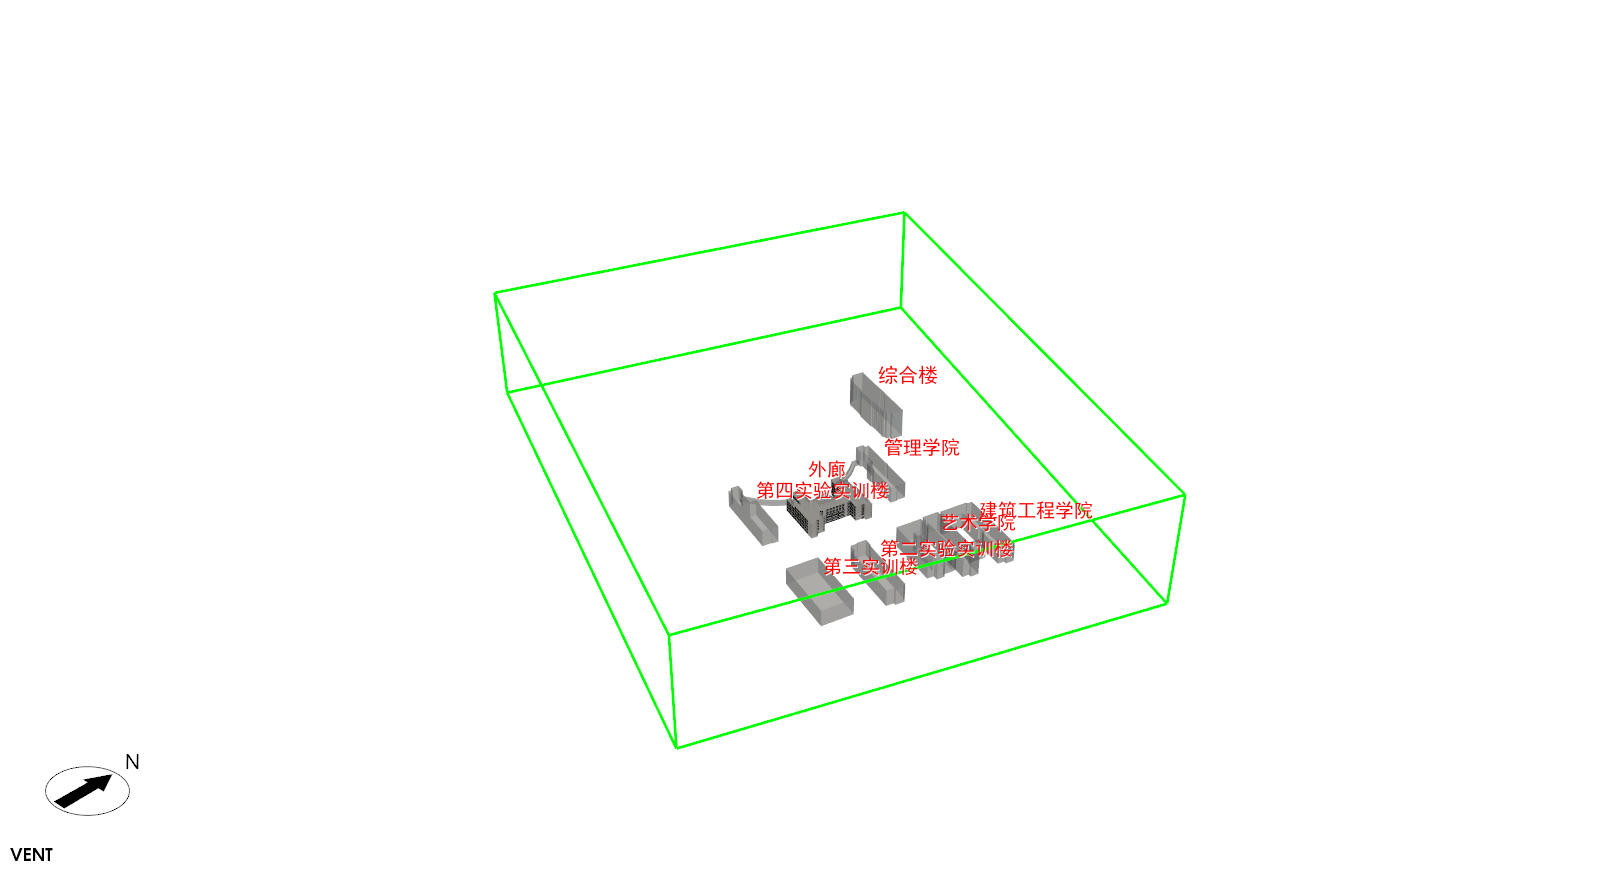 综合楼
管理学院
外廊
第四实验实训楼
建筑工程学院
艺术学院
第二实验实训楼
第三实训楼
N
VENT